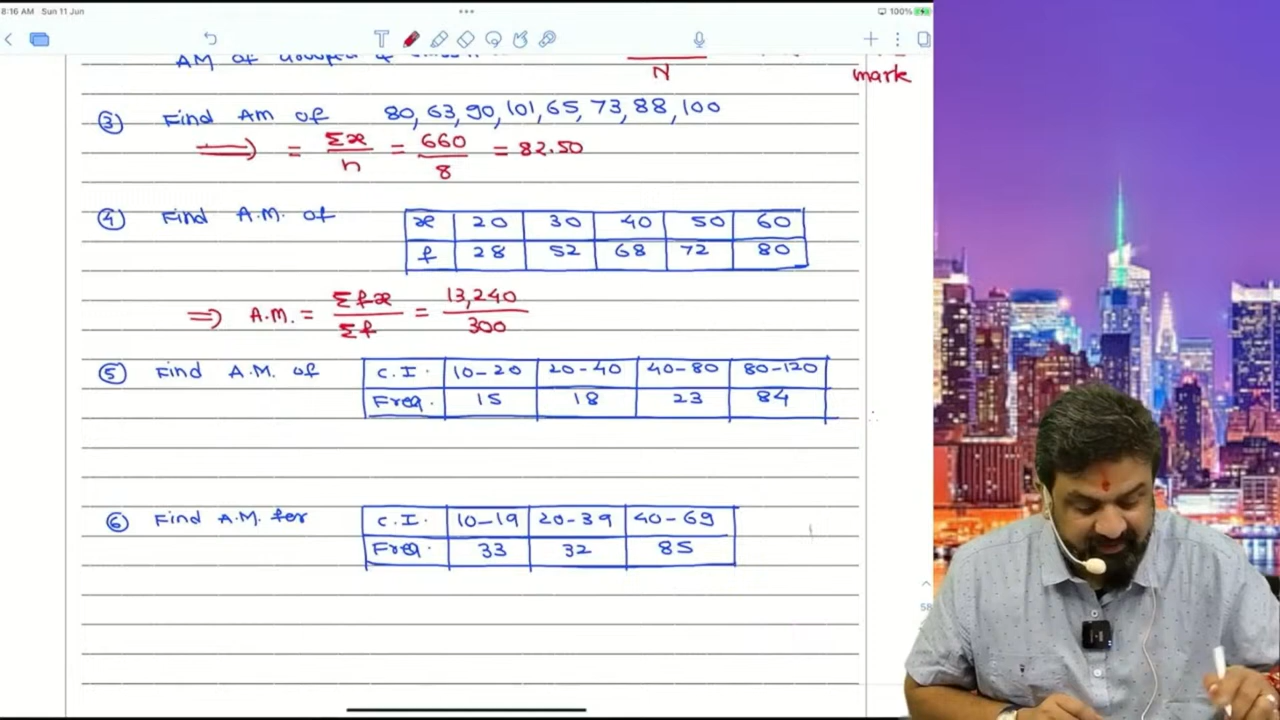 8:16 AM Sun 11 Jun
100%
AM of
N
mark
③ Find AM of 80, 63, 90, 101, 65, 73, 88, 100
⟹ = Σx/n = 660/8 = 82.50
④ Find A.M. of
x 20 30 40 50 60
f 28 52 68 72 80
⇒ A.M. = Σfx/Σf = 13,240/300
⑤ Find A.M. of
C.I. 10-20 20-40 40-80 80-120
Freq. 15 18 23 84
⑥ Find A.M. for
C.I. 10-19 20-39 40-69
Freq. 33 32 85
58